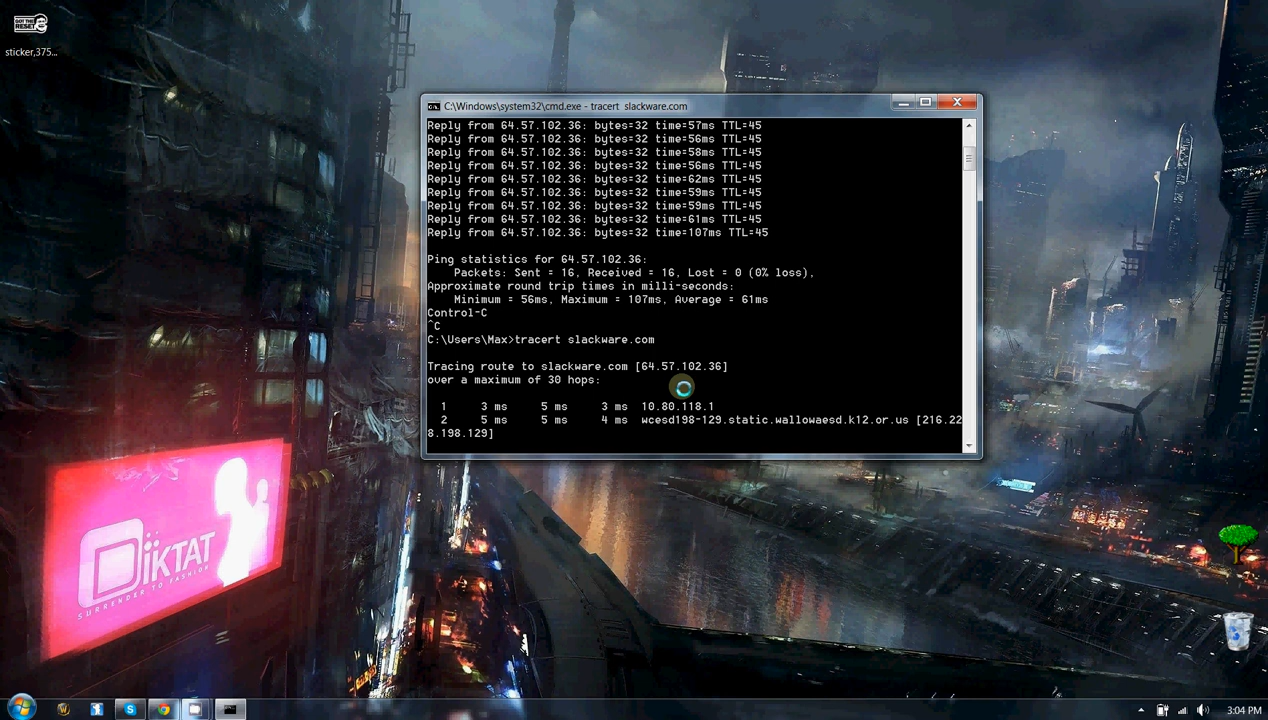 GOT THE
RESET
sticker,375...
C:\Windows\system32\cmd.exe - tracert  slackware.com
Reply from 64.57.102.36: bytes=32 time=57ms TTL=45
Reply from 64.57.102.36: bytes=32 time=56ms TTL=45
Reply from 64.57.102.36: bytes=32 time=58ms TTL=45
Reply from 64.57.102.36: bytes=32 time=56ms TTL=45
Reply from 64.57.102.36: bytes=32 time=62ms TTL=45
Reply from 64.57.102.36: bytes=32 time=59ms TTL=45
Reply from 64.57.102.36: bytes=32 time=59ms TTL=45
Reply from 64.57.102.36: bytes=32 time=61ms TTL=45
Reply from 64.57.102.36: bytes=32 time=107ms TTL=45
Ping statistics for 64.57.102.36:
Packets: Sent = 16, Received = 16, Lost = 0 (0% loss),
Approximate round trip times in milli-seconds:
Minimum = 56ms, Maximum = 107ms, Average = 61ms
Control-C
^C
C:\Users\Max>tracert slackware.com
Tracing route to slackware.com [64.57.102.36]
over a maximum of 30 hops:
1     3 ms     5 ms     3 ms  10.80.118.1
2     5 ms     5 ms     4 ms  wcesd198-129.static.wallowaesd.k12.or.us [216.22
8.198.129]
DïKTAT
SURRENDER TO FASHION
3:04 PM